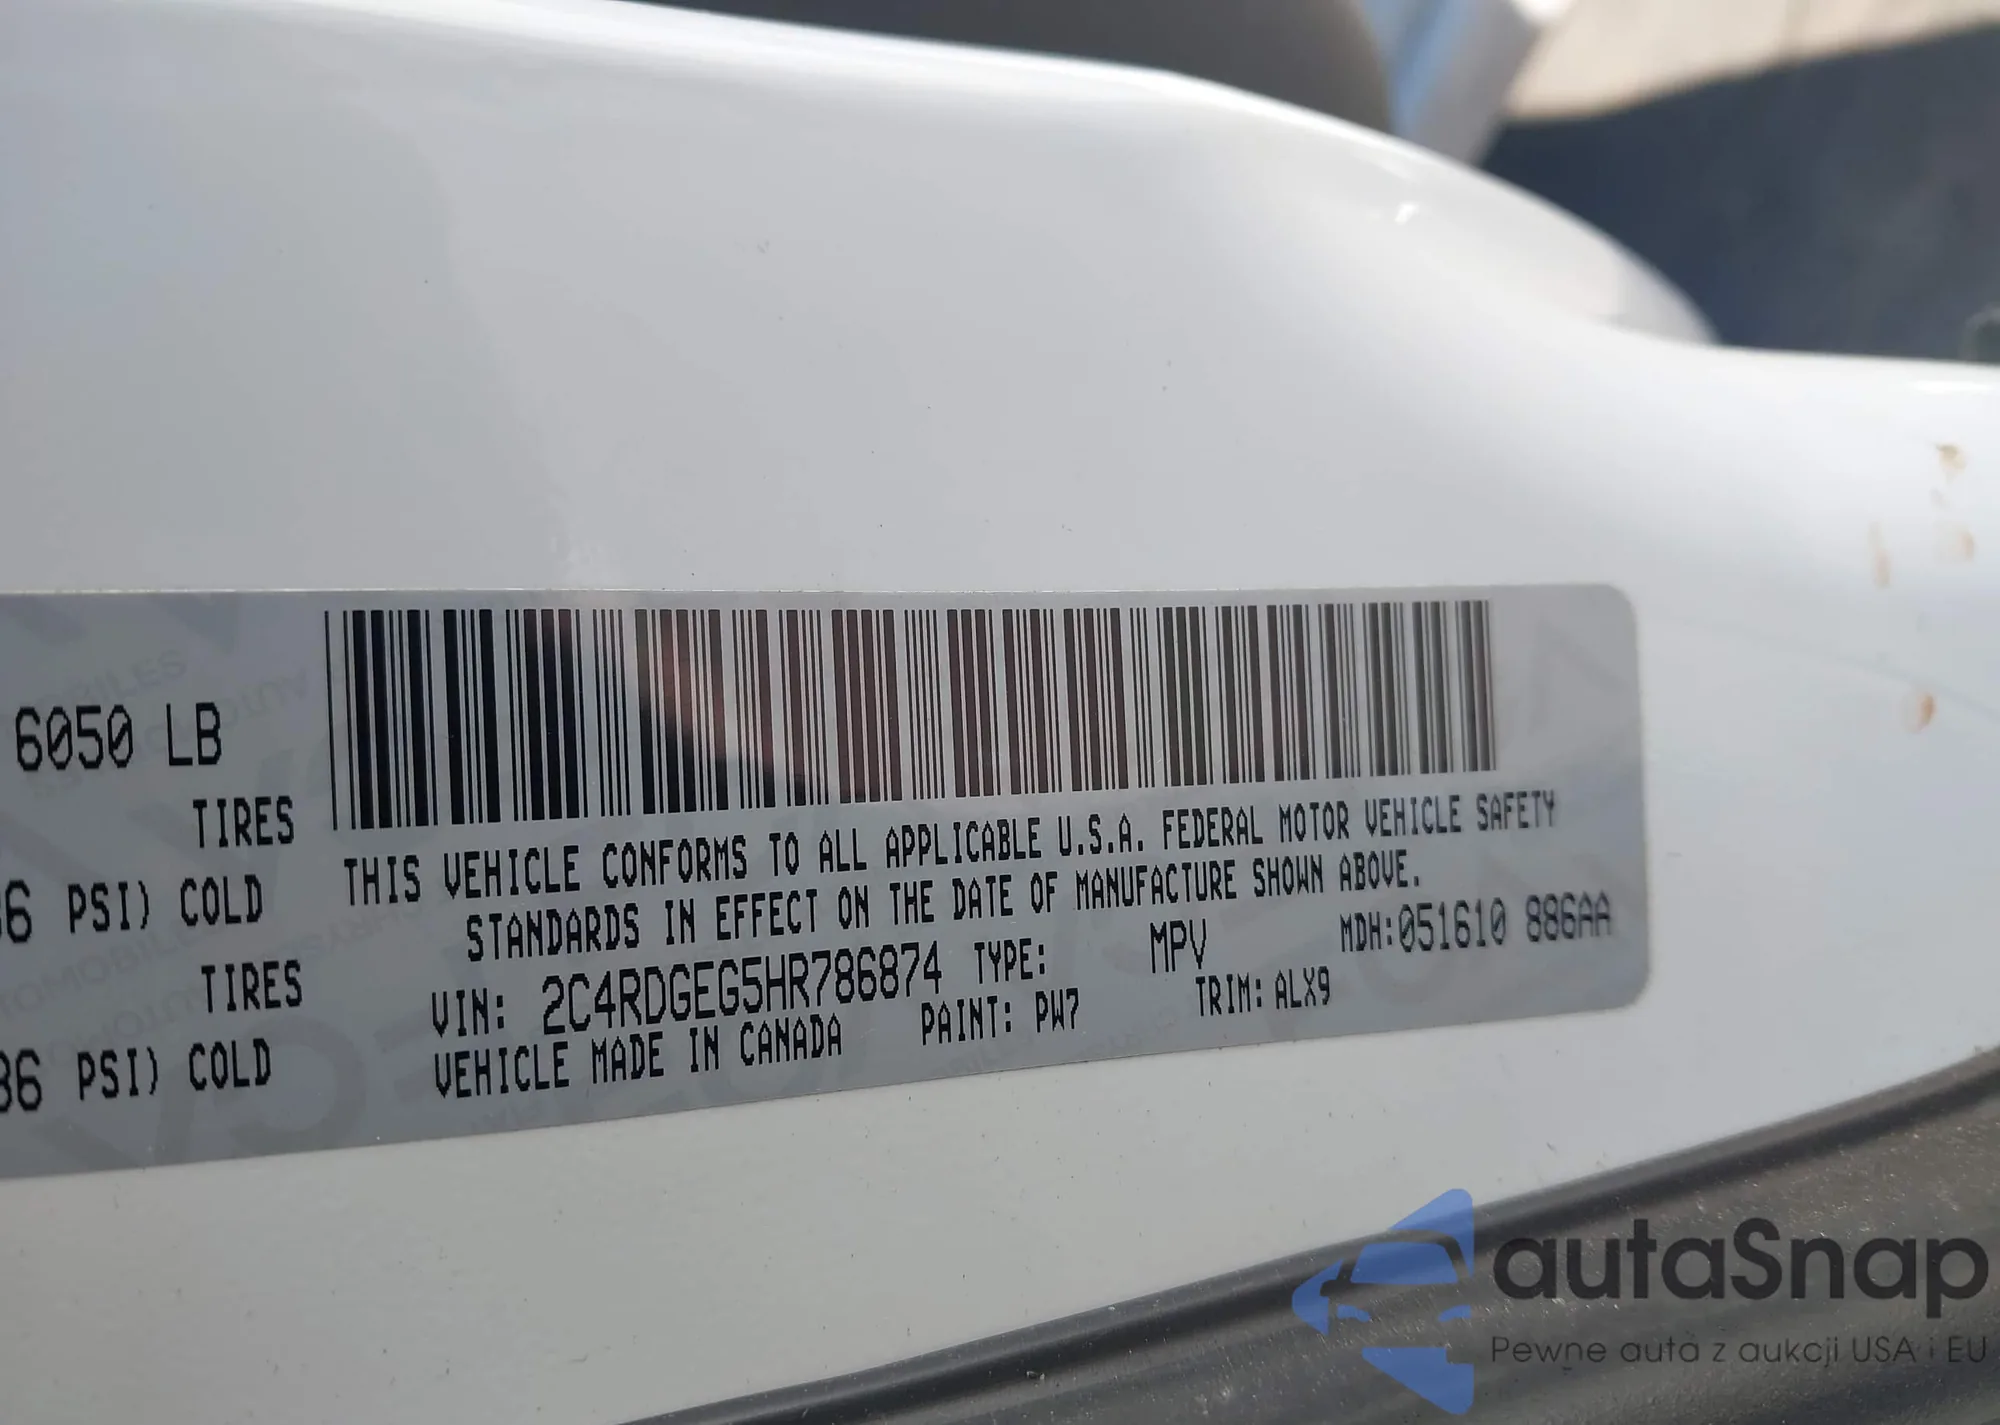 6050 LB
TIRES
PSI) COLD
TIRES
36 PSI) COLD
THIS VEHICLE CONFORMS TO ALL APPLICABLE U.S.A. FEDERAL MOTOR VEHICLE SAFETY
STANDARDS IN EFFECT ON THE DATE OF MANUFACTURE SHOWN ABOVE.
VIN: 2C4RDGEG5HR786874 TYPE: MPV MDH:051610 886AA
VEHICLE MADE IN CANADA PAINT: PW7 TRIM: ALX9
autaSnap
Pewne auta z aukcji USA i EU